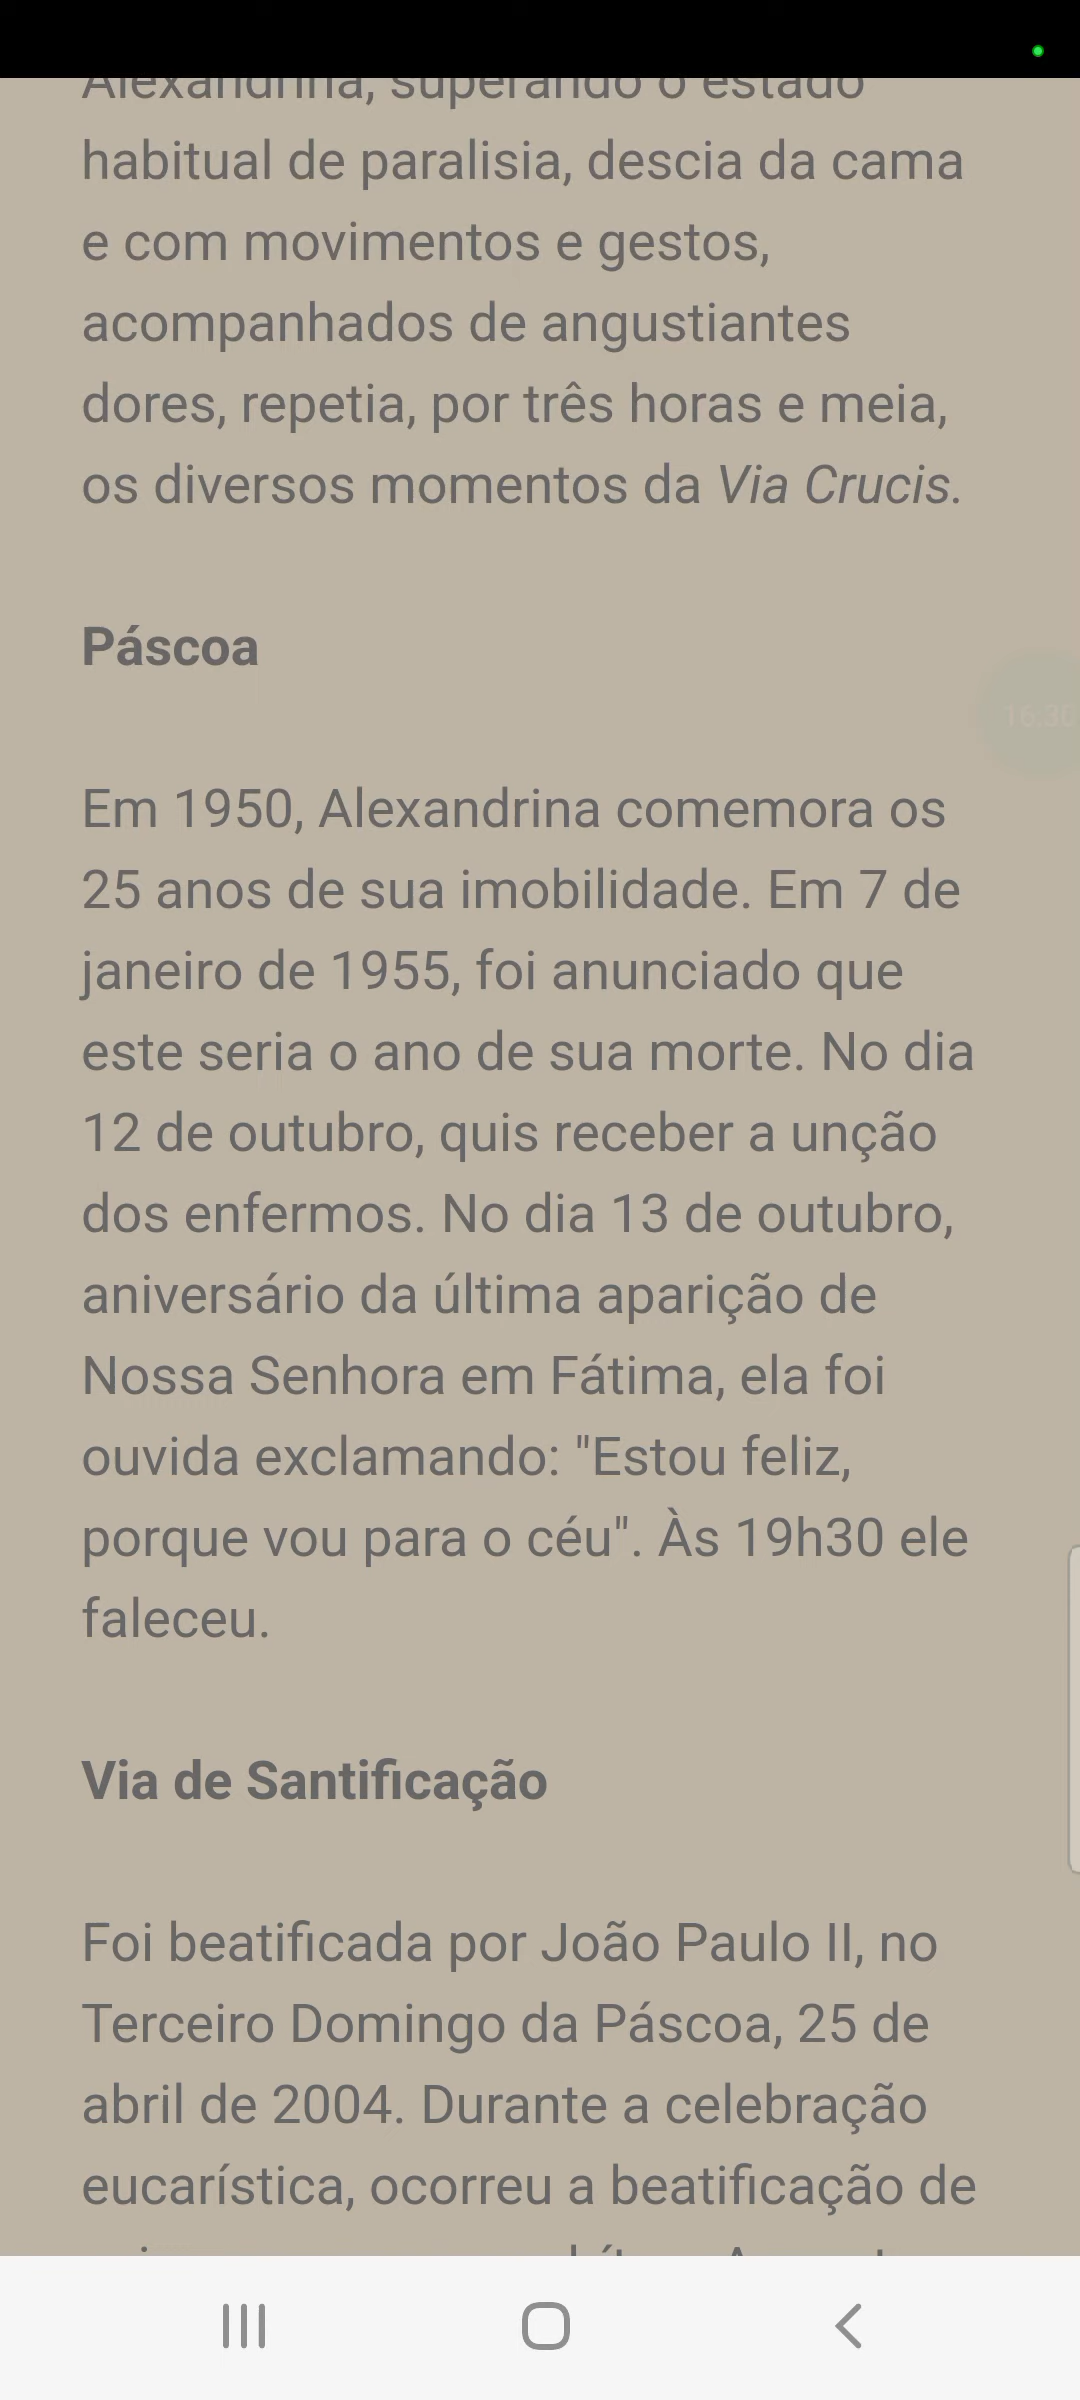 Alexandrina, superando o estado
habitual de paralisia, descia da cama
e com movimentos e gestos,
acompanhados de angustiantes
dores, repetia, por três horas e meia,
os diversos momentos da Via Crucis.
Páscoa
16:30
Em 1950, Alexandrina comemora os
25 anos de sua imobilidade. Em 7 de
janeiro de 1955, foi anunciado que
este seria o ano de sua morte. No dia
12 de outubro, quis receber a unção
dos enfermos. No dia 13 de outubro,
aniversário da última aparição de
Nossa Senhora em Fátima, ela foi
ouvida exclamando: "Estou feliz,
porque vou para o céu". Às 19h30 ele
faleceu.
Via de Santificação
Foi beatificada por João Paulo II, no
Terceiro Domingo da Páscoa, 25 de
abril de 2004. Durante a celebração
eucarística, ocorreu a beatificação de